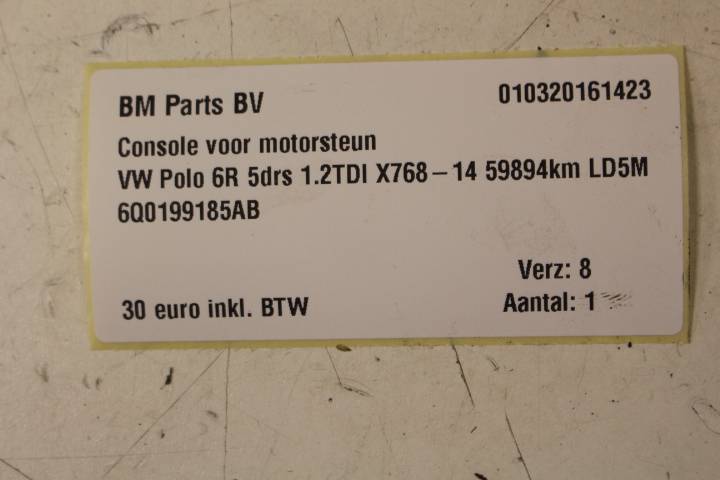 BM Parts BV 010320161423
Console voor motorsteun
VW Polo 6R 5drs 1.2TDI X768-14 59894km LD5M
6Q0199185AB
Verz: 8
30 euro inkl. BTW Aantal: 1